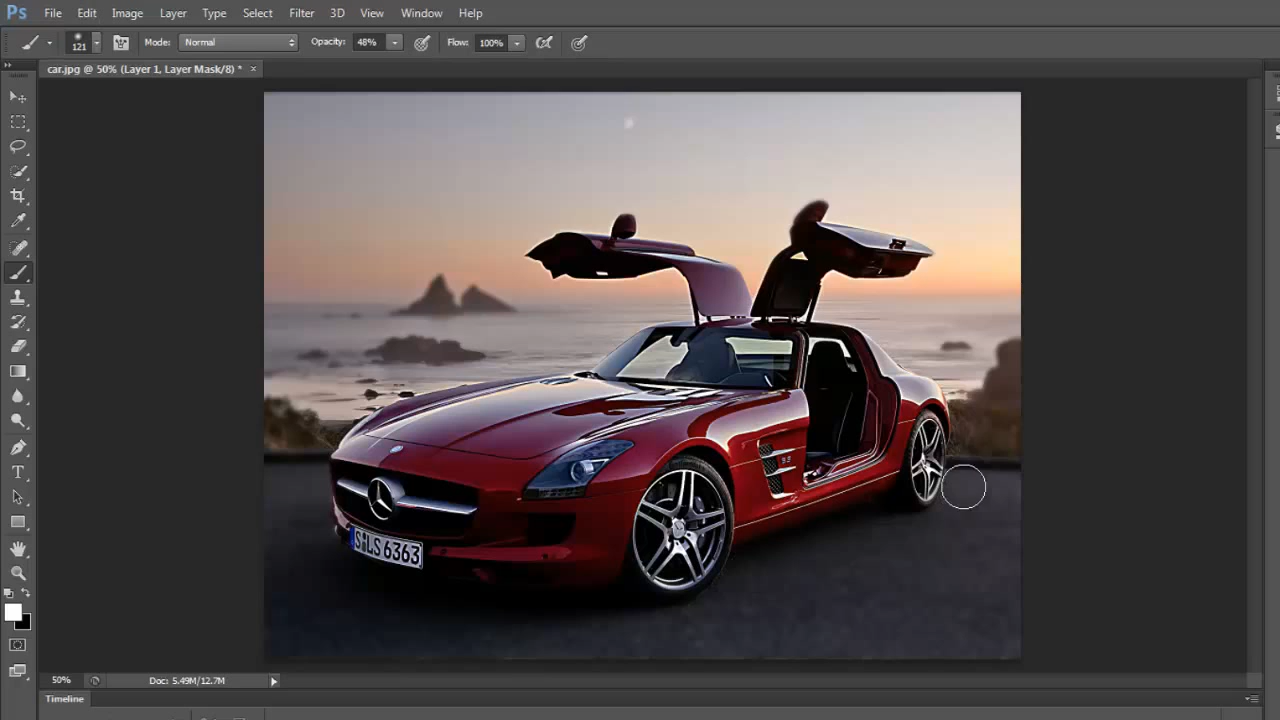 Ps File Edit Image Layer Type Select Filter 3D View Window Help
121 Mode: Normal Opacity: 48% Flow: 100%
car.jpg @ 50% (Layer 1, Layer Mask/8) * ×
S LS 6363
50% Doc: 5.49M/12.7M
Timeline